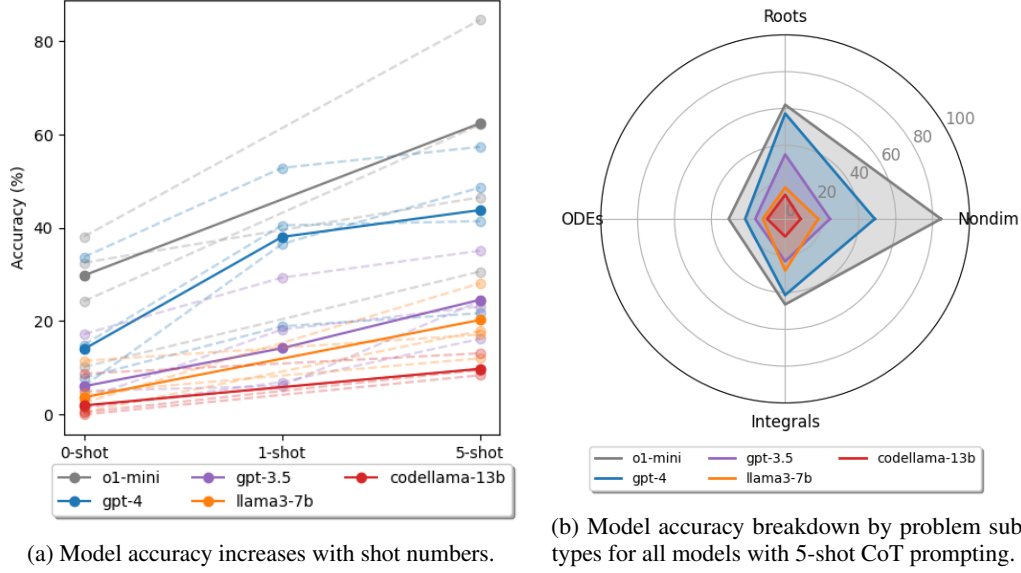 80
60
40
20
0
Accuracy (%)
0-shot
1-shot
5-shot
o1-mini
gpt-4
gpt-3.5
llama3-7b
codellama-13b
(a) Model accuracy increases with shot numbers.
Roots
100
80
60
40
20
0
ODEs
Nondim
Integrals
o1-mini
gpt-4
gpt-3.5
llama3-7b
codellama-13b
(b) Model accuracy breakdown by problem sub
types for all models with 5-shot CoT prompting.